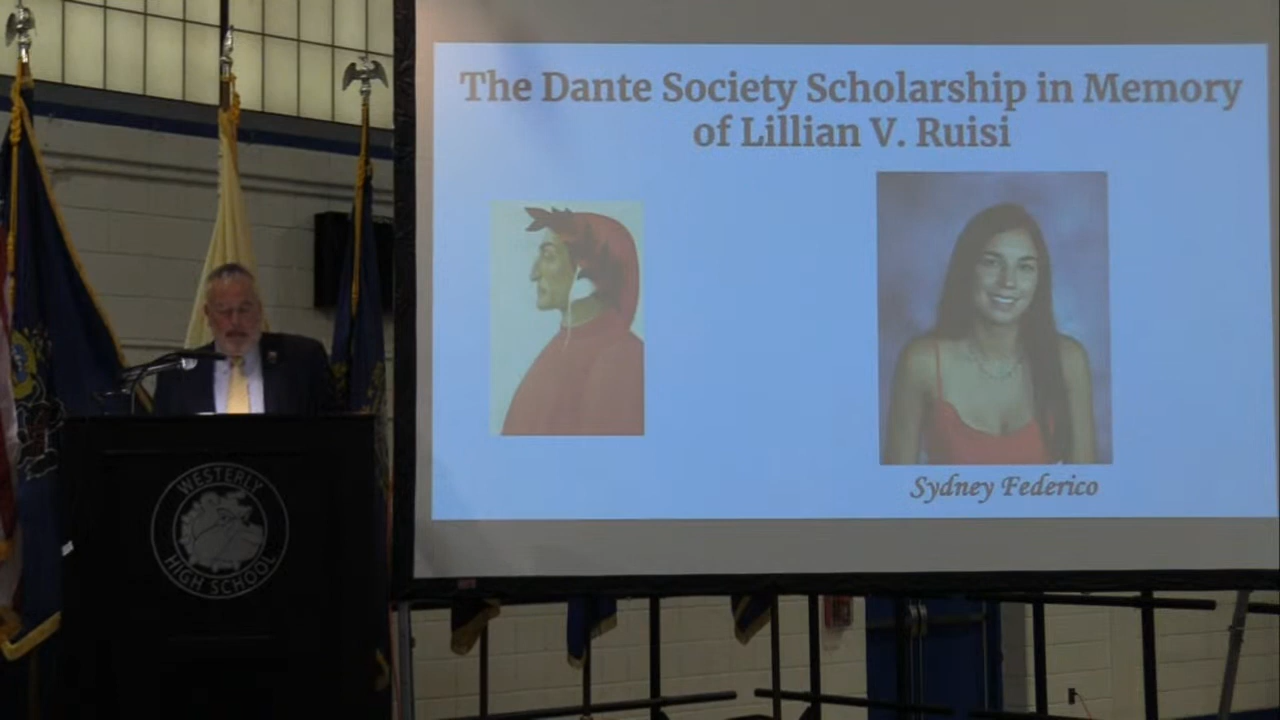 The Dante Society Scholarship in Memory
of Lillian V. Ruisi
Sydney Federico
WESTERLY
HIGH SCHOOL